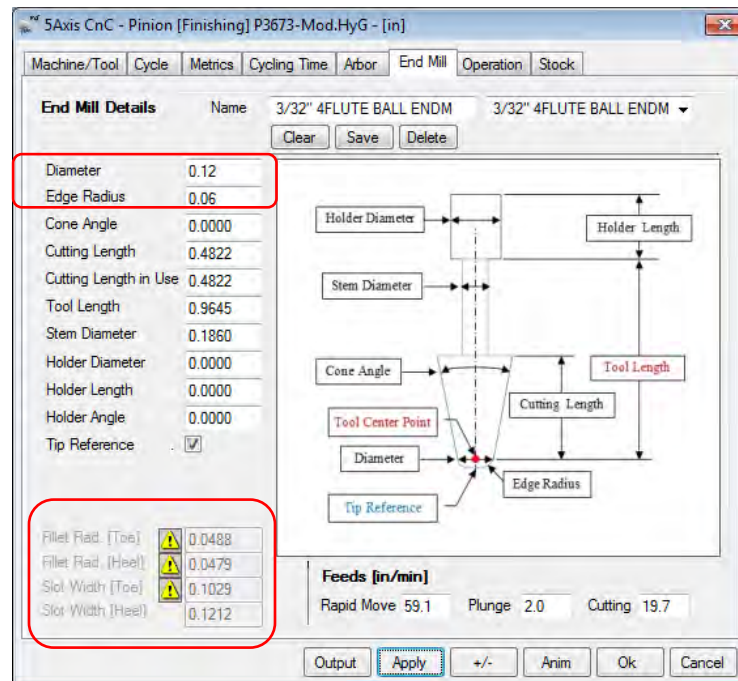 5Axis CnC - Pinion [Finishing] P3673-Mod.HyG - [in]
Machine/Tool Cycle Metrics Cycling Time Arbor End Mill Operation Stock
End Mill Details Name 3/32" 4FLUTE BALL ENDM 3/32" 4FLUTE BALL ENDM
Clear Save Delete
Diameter 0.12
Edge Radius 0.06
Cone Angle 0.0000
Cutting Length 0.4822
Cutting Length in Use 0.4822
Tool Length 0.9645
Stem Diameter 0.1860
Holder Diameter 0.0000
Holder Length 0.0000
Holder Angle 0.0000
Tip Reference .
Holder Diameter
Holder Length
Stem Diameter
Cone Angle
Tool Length
Cutting Length
Tool Center Point
Diameter
Edge Radius
Tip Reference
Fillet Rad. [Toe] 0.0488
Fillet Rad. [Heel] 0.0479
Slot Width [Toe] 0.1029
Slot Width [Heel] 0.1212
Feeds [in/min]
Rapid Move 59.1 Plunge 2.0 Cutting 19.7
Output Apply +/- Anim Ok Cancel